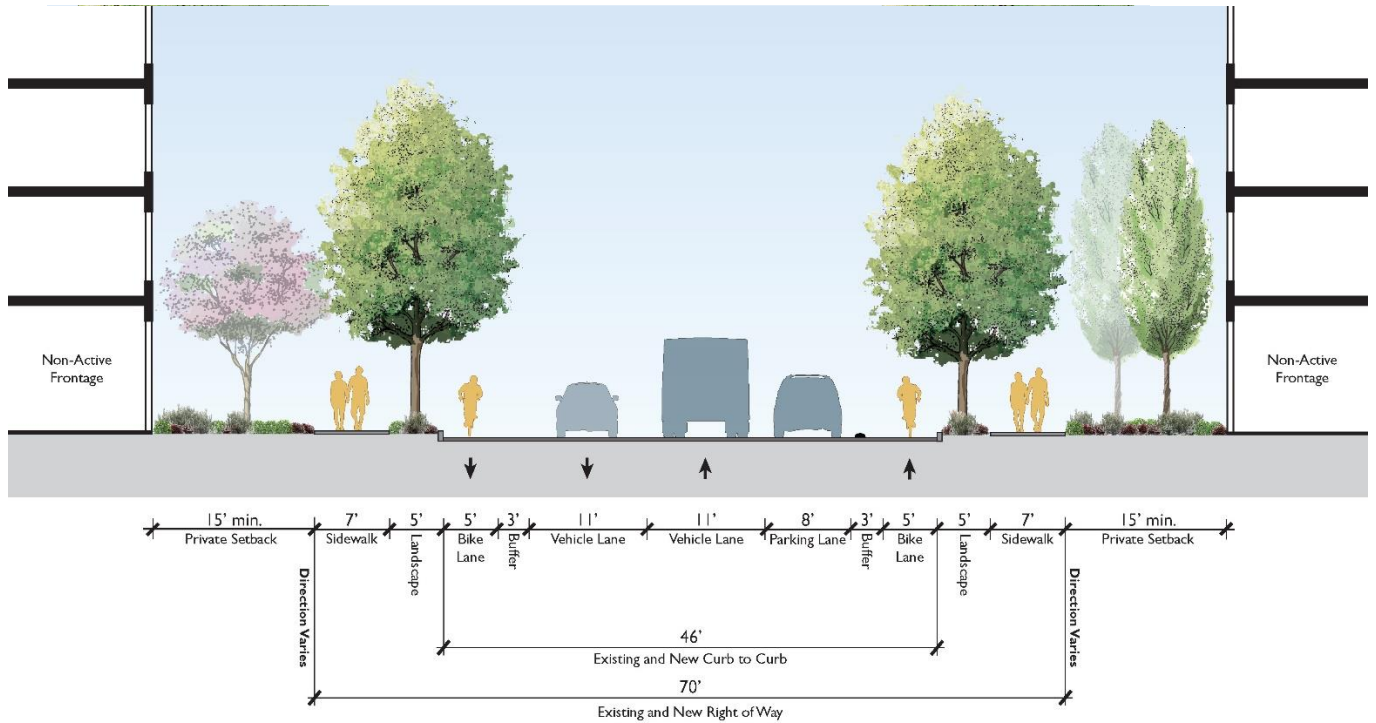 Non-Active
Frontage
Non-Active
Frontage
15’ min.
Private Setback
7’
Sidewalk
5’
Landscape
5’
Bike
Lane
3’
Buffer
11’
Vehicle Lane
11’
Vehicle Lane
8’
Parking Lane
3’
Buffer
5’
Bike
Lane
5’
Landscape
7’
Sidewalk
15’ min.
Private Setback
Direction Varies
Direction Varies
46’
Existing and New Curb to Curb
70’
Existing and New Right of Way